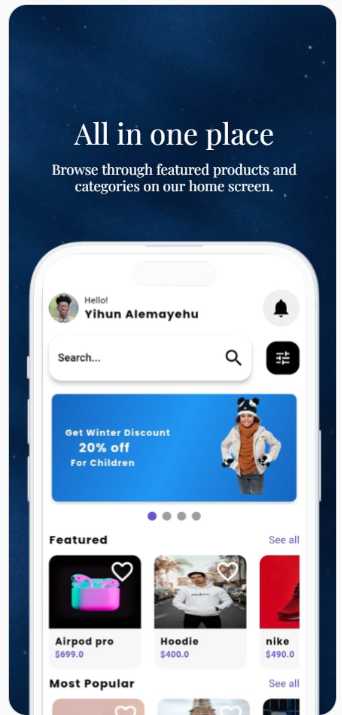 All in one place
Browse through featured products and
categories on our home screen.
Hello!
Yihun Alemayehu
Search...
Get Winter Discount
20% off
For Children
Featured
See all
Airpod pro
$699.0
Hoodie
$400.0
nike
$490.0
Most Popular
See all